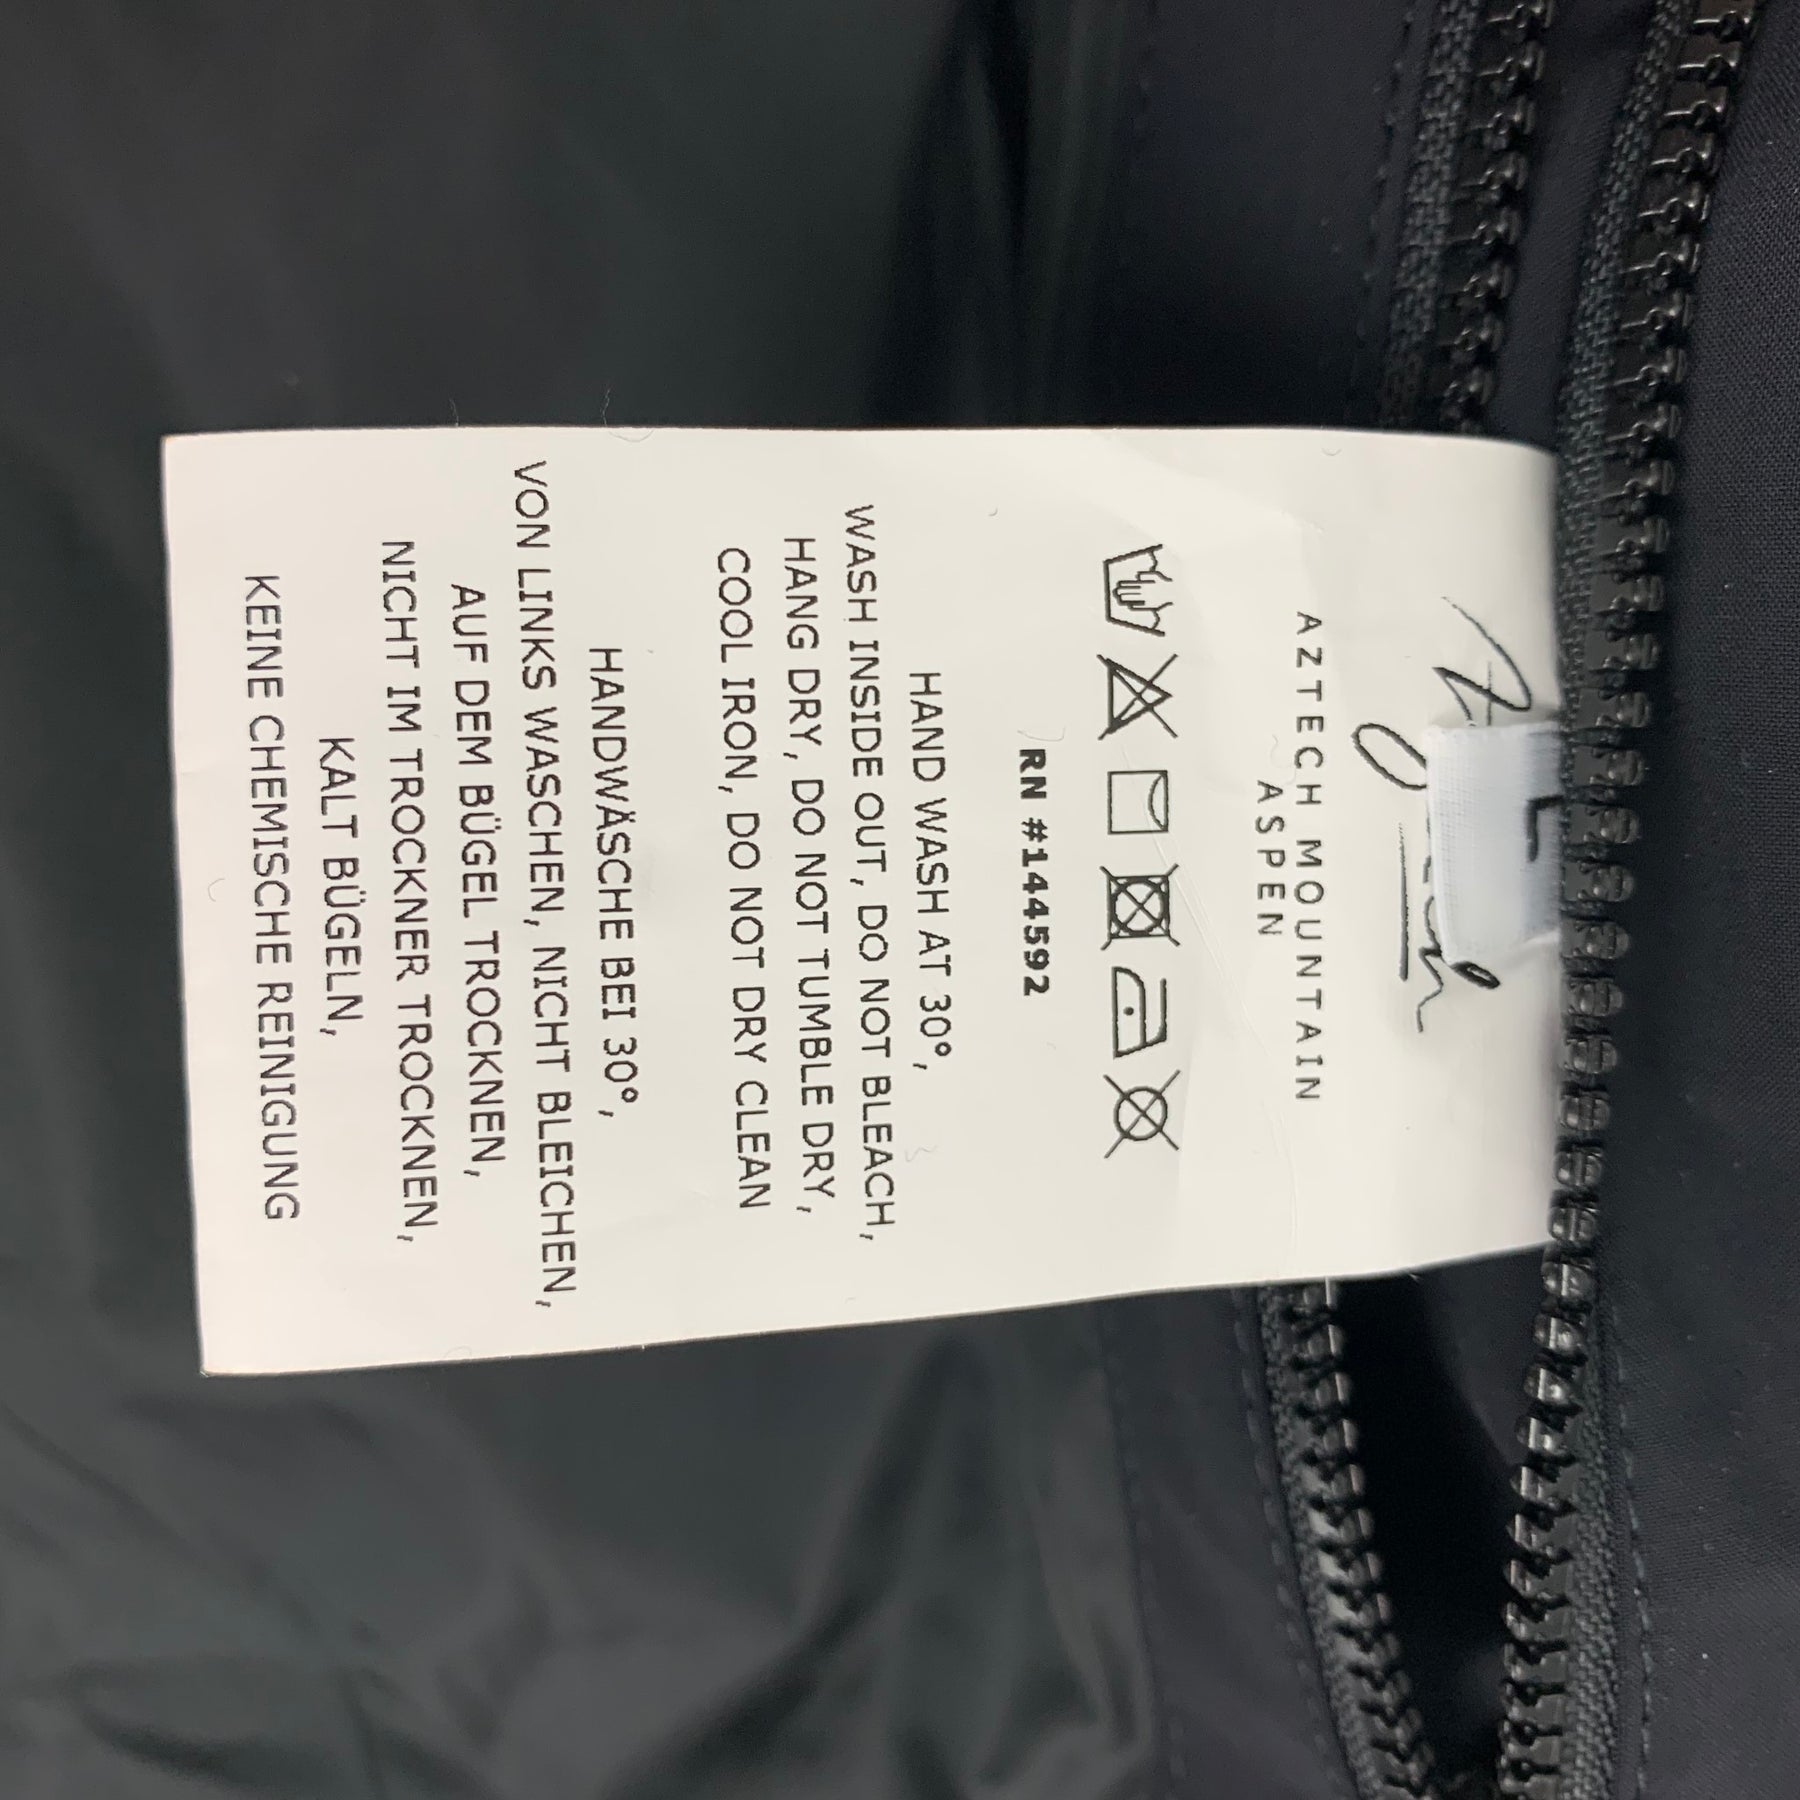 L
AZTECH MOUNTAIN
ASPEN
RN #144592
HAND WASH AT 30°,
WASH INSIDE OUT, DO NOT BLEACH,
HANG DRY, DO NOT TUMBLE DRY,
COOL IRON, DO NOT DRY CLEAN
HANDWÄSCHE BEI 30°,
VON LINKS WASCHEN, NICHT BLEICHEN,
AUF DEM BÜGEL TROCKNEN,
NICHT IM TROCKNER TROCKNEN,
KALT BÜGELN,
KEINE CHEMISCHE REINIGUNG